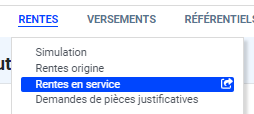 RENTES VERSEMENTS RÉFÉRENTIELS
Simulation
Rentes origine
Rentes en service
Demandes de pièces justificatives